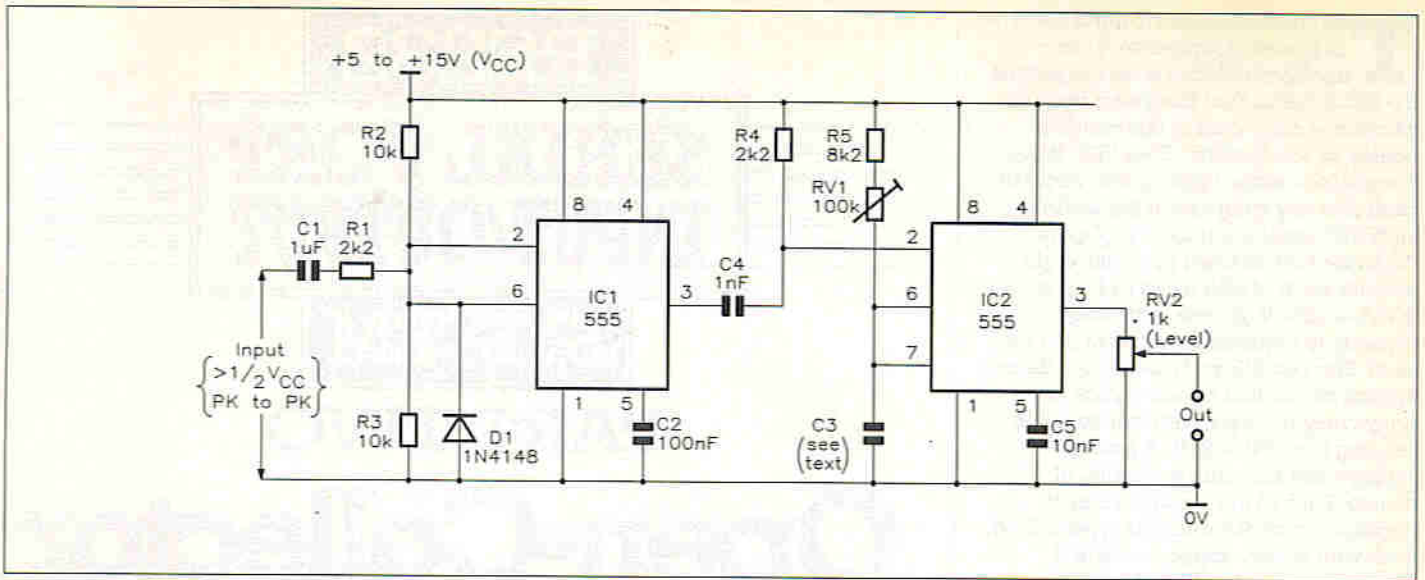 +5 to +15V (VCC)
R2
10k
C1
1uF
R1
2k2
Input
>1/2 VCC
PK to PK
R3
10k
D1
1N4148
8
4
2
6
3
1
5
IC1
555
C2
100nF
C4
1nF
R4
2k2
R5
8k2
RV1
100k
8
4
2
6
7
3
1
5
IC2
555
C3
(see
text)
C5
10nF
RV2
1k
(Level)
Out
0V